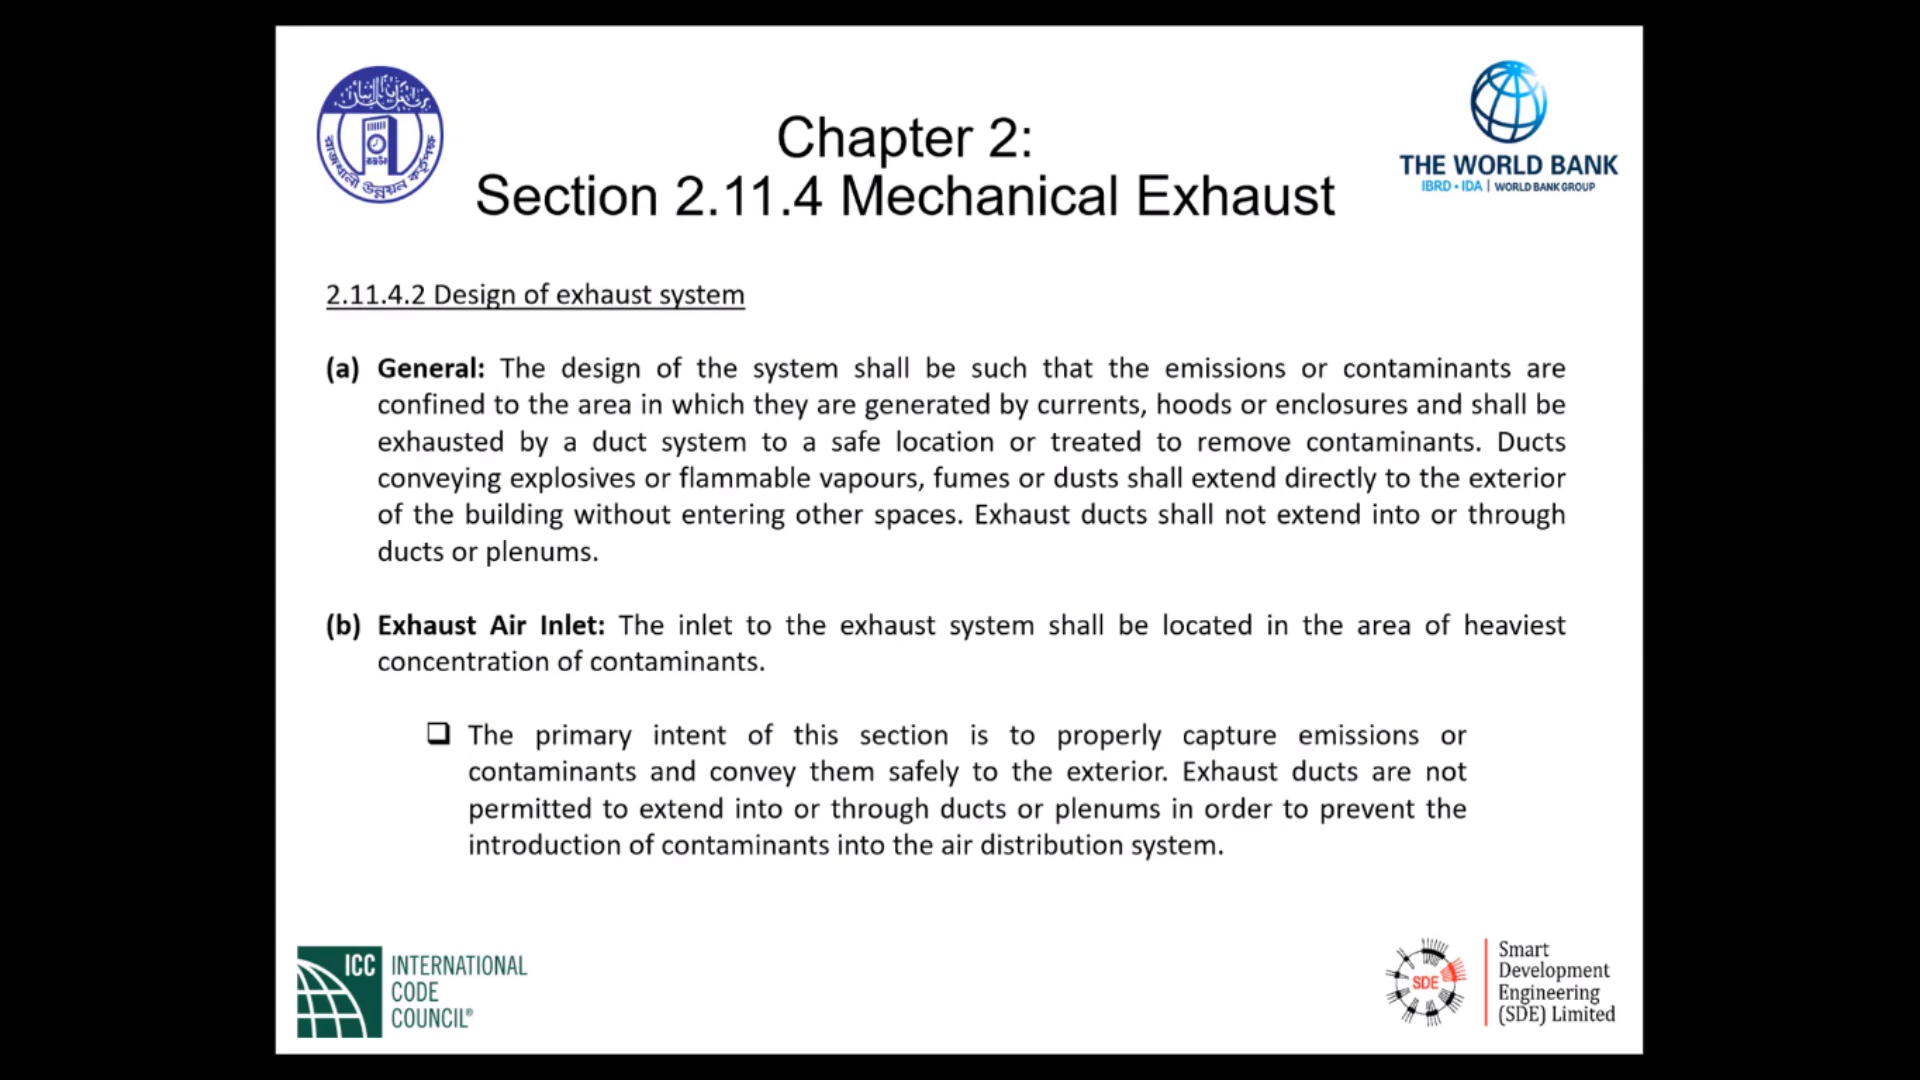 Chapter 2:
Section 2.11.4 Mechanical Exhaust
THE WORLD BANK
IBRD • IDA | WORLD BANK GROUP
রাজধানী উন্নয়ন কর্তৃপক্ষ
রাজউক
2.11.4.2 Design of exhaust system
(a) General: The design of the system shall be such that the emissions or contaminants are
confined to the area in which they are generated by currents, hoods or enclosures and shall be
exhausted by a duct system to a safe location or treated to remove contaminants. Ducts
conveying explosives or flammable vapours, fumes or dusts shall extend directly to the exterior
of the building without entering other spaces. Exhaust ducts shall not extend into or through
ducts or plenums.
(b) Exhaust Air Inlet: The inlet to the exhaust system shall be located in the area of heaviest
concentration of contaminants.
❑ The primary intent of this section is to properly capture emissions or
contaminants and convey them safely to the exterior. Exhaust ducts are not
permitted to extend into or through ducts or plenums in order to prevent the
introduction of contaminants into the air distribution system.
ICC INTERNATIONAL
CODE
COUNCIL®
SDE
Smart
Development
Engineering
(SDE) Limited